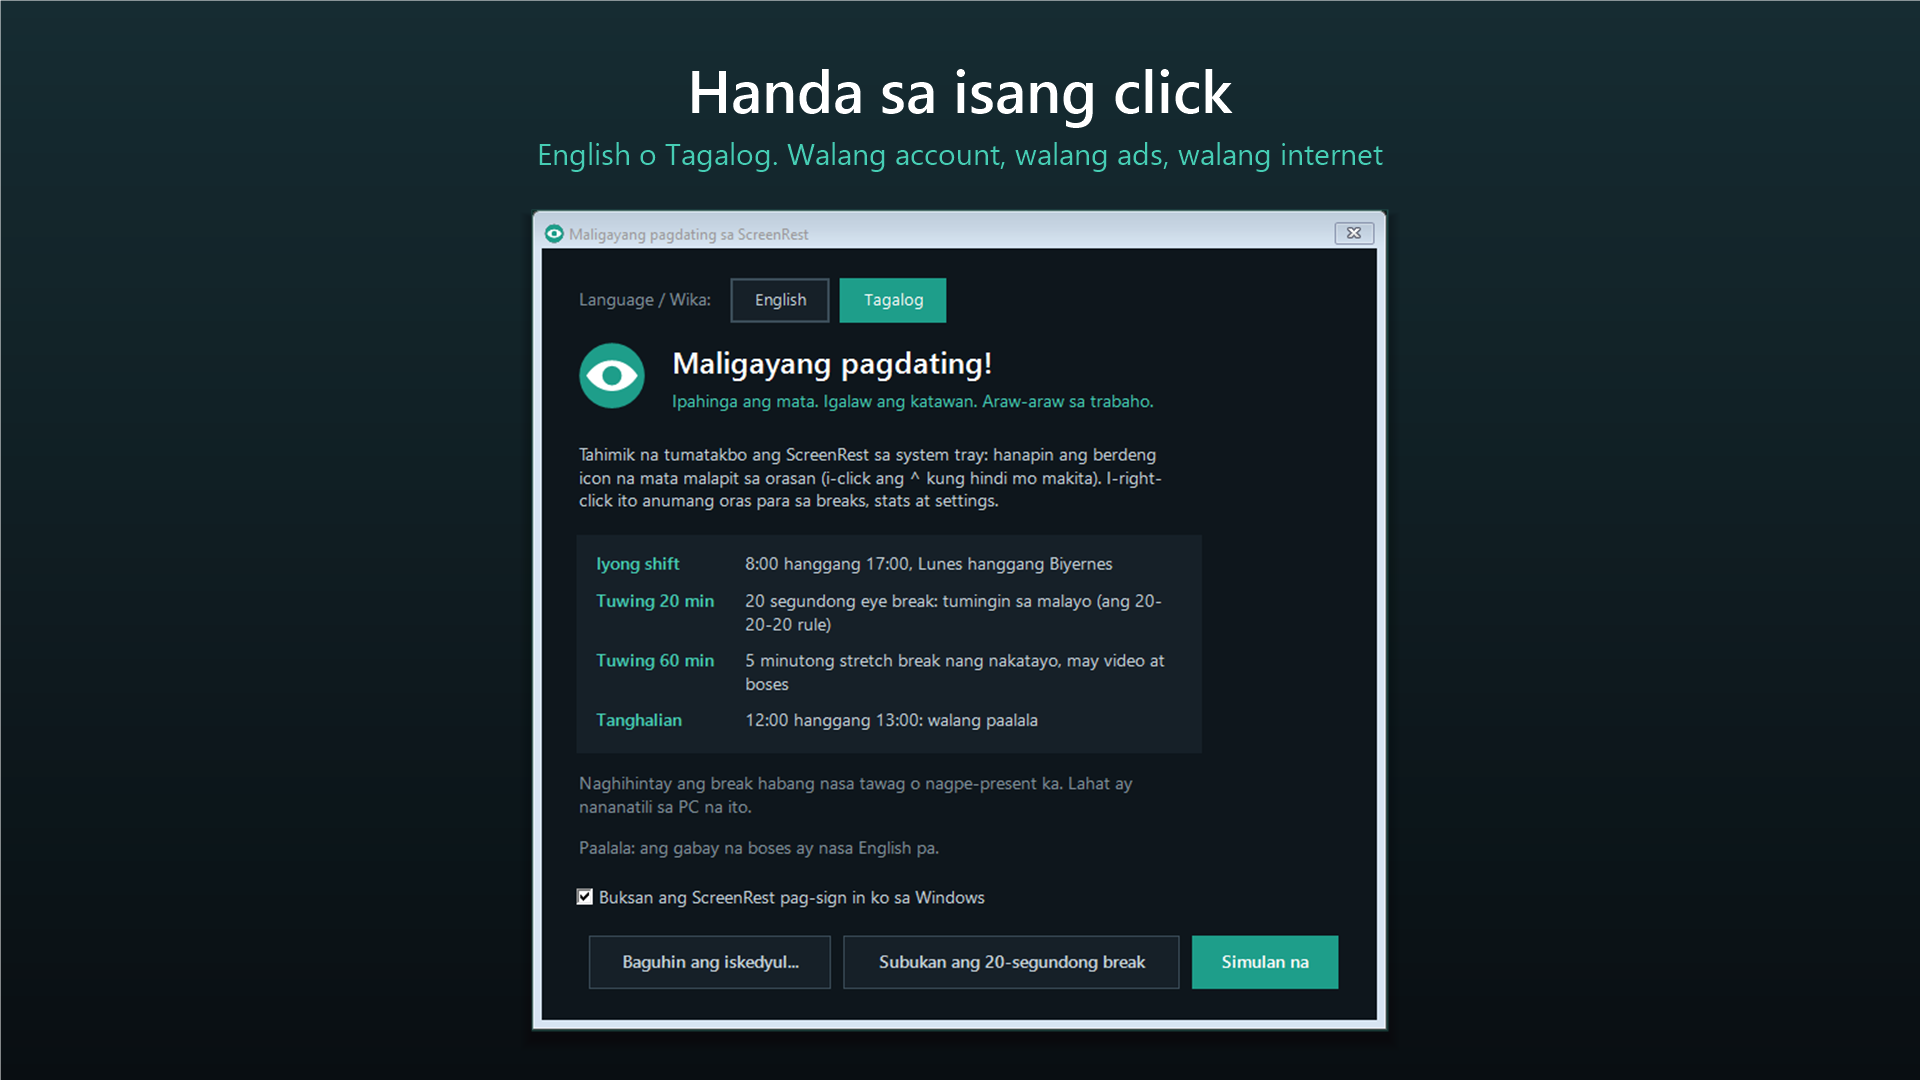 Handa sa isang click
English o Tagalog. Walang account, walang ads, walang internet
Maligayang pagdating sa ScreenRest
Language / Wika: English Tagalog
Maligayang pagdating!
Ipahinga ang mata. Igalaw ang katawan. Araw-araw sa trabaho.
Tahimik na tumatakbo ang ScreenRest sa system tray: hanapin ang berdeng
icon na mata malapit sa orasan (i-click ang ^ kung hindi mo makita). I-right-
click ito anumang oras para sa breaks, stats at settings.
Iyong shift 8:00 hanggang 17:00, Lunes hanggang Biyernes
Tuwing 20 min 20 segundong eye break: tumingin sa malayo (ang 20-
20-20 rule)
Tuwing 60 min 5 minutong stretch break nang nakatayo, may video at
boses
Tanghalian 12:00 hanggang 13:00: walang paalala
Naghihintay ang break habang nasa tawag o nagpe-present ka. Lahat ay
nananatili sa PC na ito.
Paalala: ang gabay na boses ay nasa English pa.
Buksan ang ScreenRest pag-sign in ko sa Windows
Baguhin ang iskedyul... Subukan ang 20-segundong break Simulan na